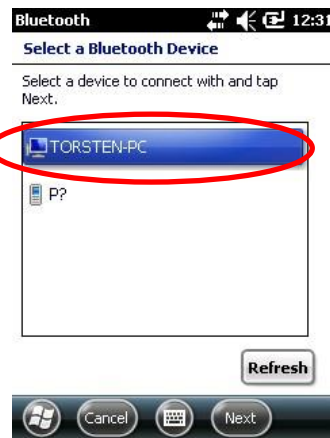 Bluetooth 12:31
Select a Bluetooth Device
Select a device to connect with and tap
Next.
TORSTEN-PC
P?
Refresh
Cancel Next